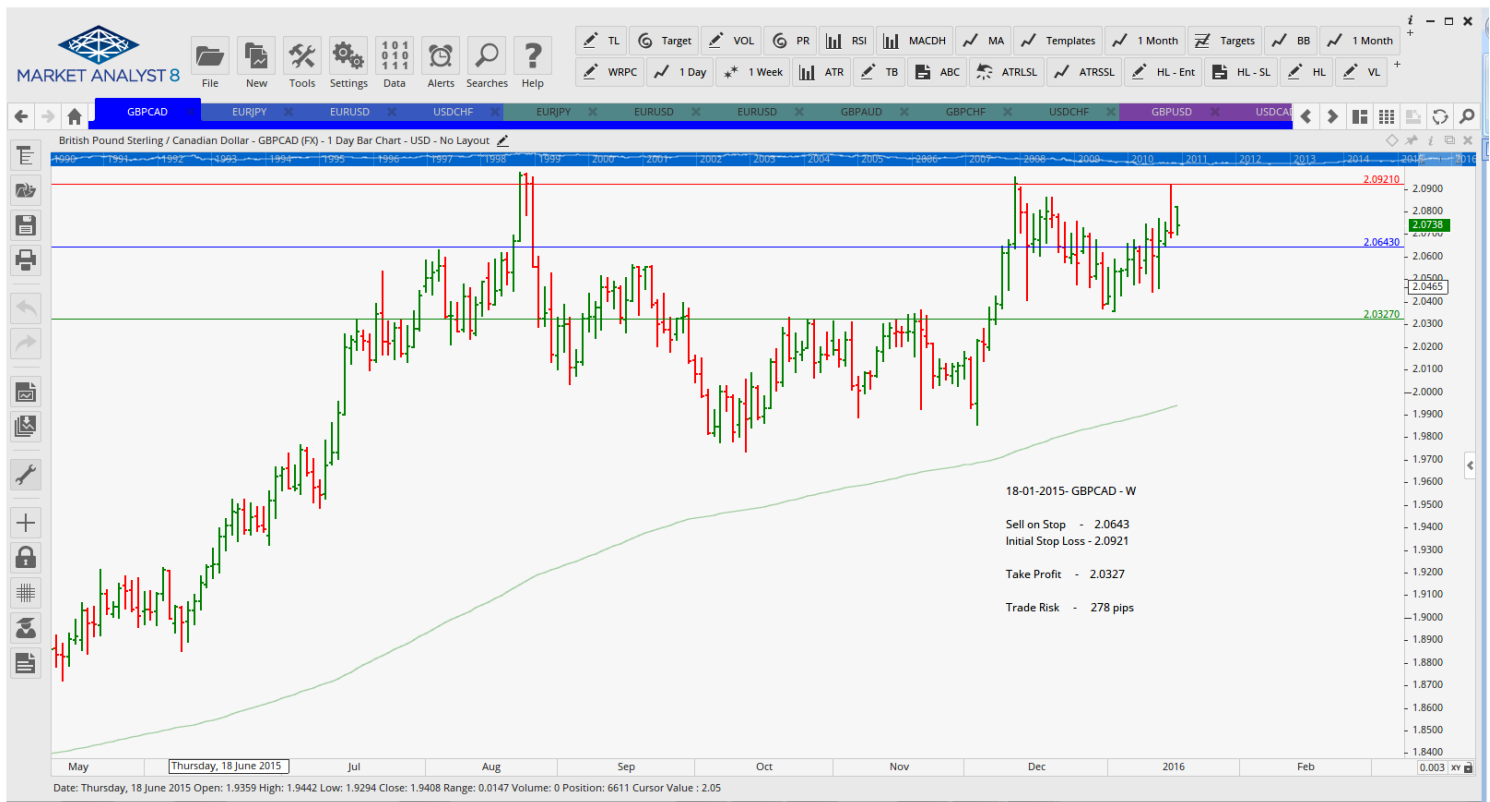 MARKET ANALYST 8
File New Tools Settings Data Alerts Searches Help
TL Target VOL PR RSI MACDH MA Templates 1 Month Targets BB 1 Month
WRPC 1 Day 1 Week ATR TB ABC ATRLSL ATRSSL HL - Ent HL - SL HL VL
GBPCAD EURJPY EURUSD USDCHF EURJPY EURUSD EURUSD GBPAUD GBPCHF USDCHF GBPUSD USDCAD
British Pound Sterling / Canadian Dollar - GBPCAD (FX) - 1 Day Bar Chart - USD - No Layout
1990 1991 1992 1993 1994 1995 1996 1997 1998 1999 2000 2001 2002 2003 2004 2005 2006 2007 2008 2009 2010 2011 2012 2013 2014 2015 2016
2.09210
2.0900
2.0800
2.0738
2.0700
2.06430
2.0600
2.0500
2.0465
2.0400
2.03270
2.0300
2.0200
2.0100
2.0000
1.9900
1.9800
1.9700
1.9600
1.9500
1.9400
1.9300
1.9200
1.9100
1.9000
1.8900
1.8800
1.8700
1.8600
1.8500
1.8400
18-01-2015- GBPCAD - W
Sell on Stop - 2.0643
Initial Stop Loss - 2.0921
Take Profit - 2.0327
Trade Risk - 278 pips
May Thursday, 18 June 2015 Jul Aug Sep Oct Nov Dec 2016 Feb 0.003 XY
Date: Thursday, 18 June 2015 Open: 1.9359 High: 1.9442 Low: 1.9294 Close: 1.9408 Range: 0.0147 Volume: 0 Position: 6611 Cursor Value : 2.05